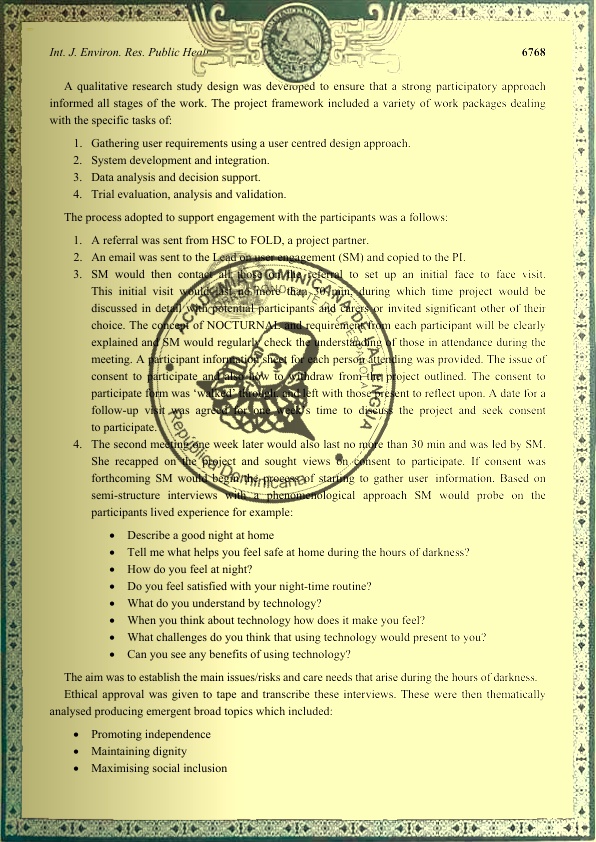 Int. J. Environ. Res. Public Heal
6768
A qualitative research study design was developed to ensure that a strong participatory approach
informed all stages of the work. The project framework included a variety of work packages dealing
with the specific tasks of:
1. Gathering user requirements using a user centred design approach.
2. System development and integration.
3. Data analysis and decision support.
4. Trial evaluation, analysis and validation.
The process adopted to support engagement with the participants was a follows:
1. A referral was sent from HSC to FOLD, a project partner.
2. An email was sent to the Lead on user engagement (SM) and copied to the PI.
3. SM would then contact all those on the referral to set up an initial face to face visit.
This initial visit would last no more than 30 min, during which time project would be
discussed in detail with potential participants and carers or invited significant other of their
choice. The concept of NOCTURNAL and requirement from each participant will be clearly
explained and SM would regularly check the understanding of those in attendance during the
meeting. A participant information sheet for each person attending was provided. The issue of
consent to participate and also how to withdraw from the project outlined. The consent to
participate form was ‘walked’ through and left with those present to reflect upon. A date for a
follow-up visit was agreed for one week’s time to discuss the project and seek consent
to participate.
4. The second meeting one week later would also last no more than 30 min and was led by SM.
She recapped on the project and sought views on consent to participate. If consent was
forthcoming SM would begin the process of starting to gather user information. Based on
semi-structure interviews with a phenomenological approach SM would probe on the
participants lived experience for example:
• Describe a good night at home
• Tell me what helps you feel safe at home during the hours of darkness?
• How do you feel at night?
• Do you feel satisfied with your night-time routine?
• What do you understand by technology?
• When you think about technology how does it make you feel?
• What challenges do you think that using technology would present to you?
• Can you see any benefits of using technology?
The aim was to establish the main issues/risks and care needs that arise during the hours of darkness.
Ethical approval was given to tape and transcribe these interviews. These were then thematically
analysed producing emergent broad topics which included:
• Promoting independence
• Maintaining dignity
• Maximising social inclusion
ACADEMIA DOMINICANA DE LA LENGUA
República Dominicana